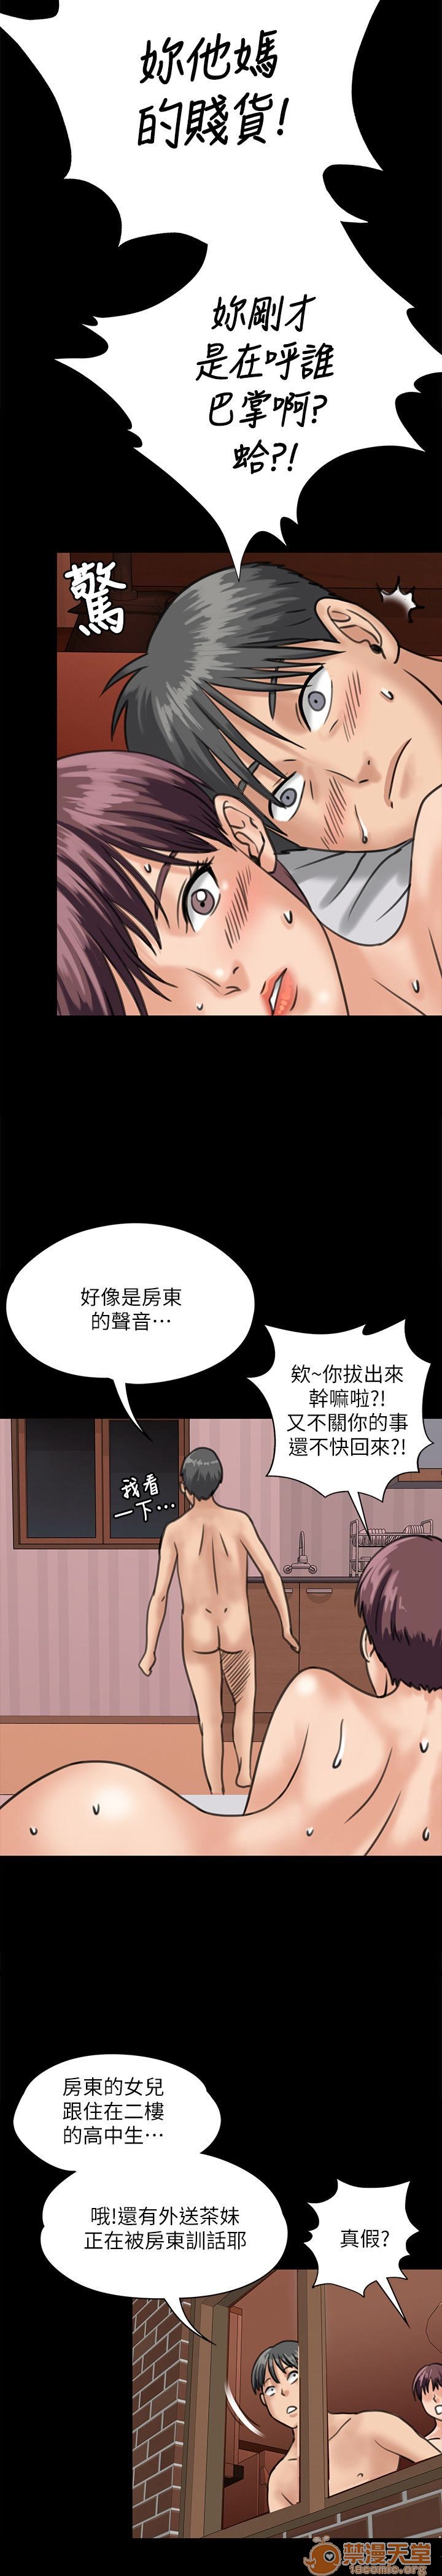 妳他媽
的賤貨!
妳剛才
是在呼誰
巴掌啊?
蛤?!
驚
好像是房東
的聲音…
欸~你拔出來
幹嘛啦?!
又不關你的事
還不快回來?!
我看
一下…
房東的女兒
跟住在二樓
的高中生…
哦!還有外送茶妹
正在被房東訓話耶
真假?
禁漫天堂
18comic.org